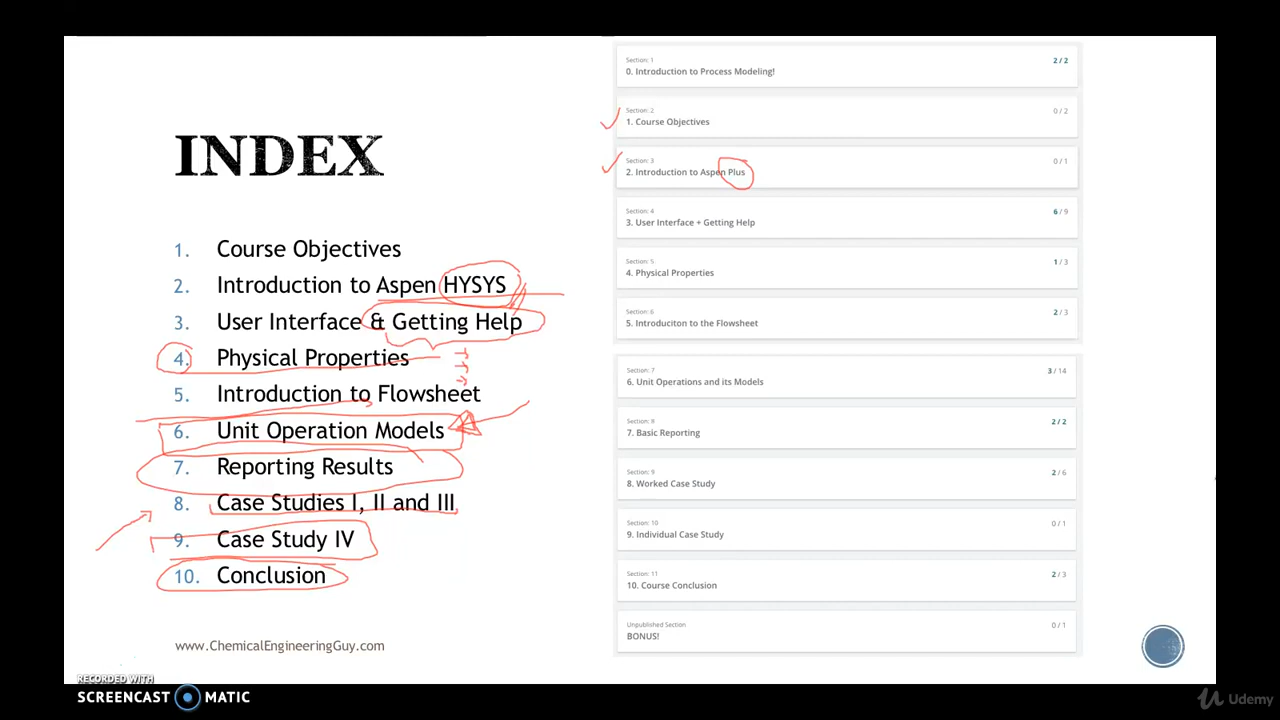 INDEX
1. Course Objectives
2. Introduction to Aspen HYSYS
3. User Interface & Getting Help
4. Physical Properties
5. Introduction to Flowsheet
6. Unit Operation Models
7. Reporting Results
8. Case Studies I, II and III
9. Case Study IV
10. Conclusion
www.ChemicalEngineeringGuy.com
Section: 1
0. Introduction to Process Modeling!
2 / 2
Section: 2
1. Course Objectives
0 / 2
Section: 3
2. Introduction to Aspen Plus
0 / 1
Section: 4
3. User Interface + Getting Help
6 / 9
Section: 5
4. Physical Properties
1 / 3
Section: 6
5. Introduciton to the Flowsheet
2 / 3
Section: 7
6. Unit Operations and its Models
3 / 14
Section: 8
7. Basic Reporting
2 / 2
Section: 9
8. Worked Case Study
2 / 6
Section: 10
9. Individual Case Study
0 / 1
Section: 11
10. Course Conclusion
2 / 3
Unpublished Section
BONUS!
0 / 1
RECORDED WITH
SCREENCAST MATIC
Udemy